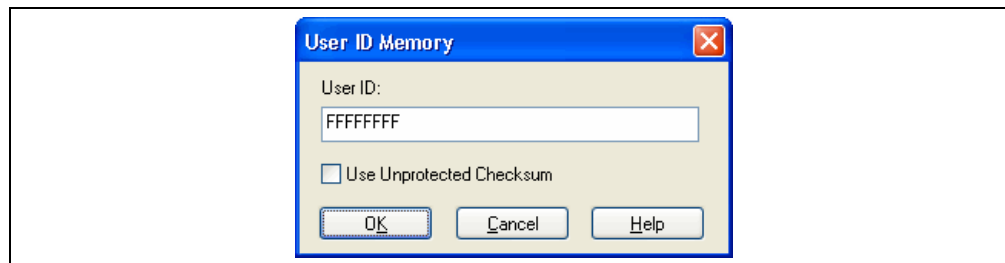 User ID Memory
User ID:
FFFFFFFF
Use Unprotected Checksum
OK Cancel Help